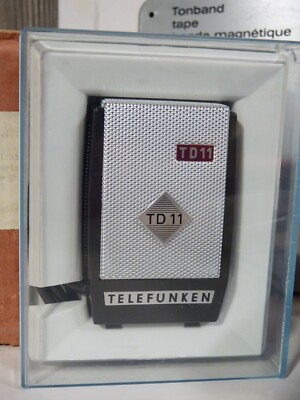 Tonband
tape
bande magnétique
TD11
TD 11
TELEFUNKEN